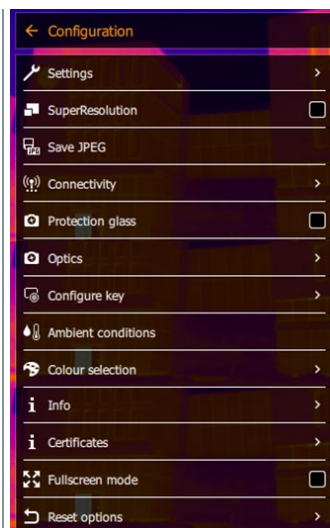 Configuration
Settings
SuperResolution
JPG
Save JPEG
Connectivity
Protection glass
Optics
Configure key
Ambient conditions
Colour selection
Info
Certificates
Fullscreen mode
Reset options